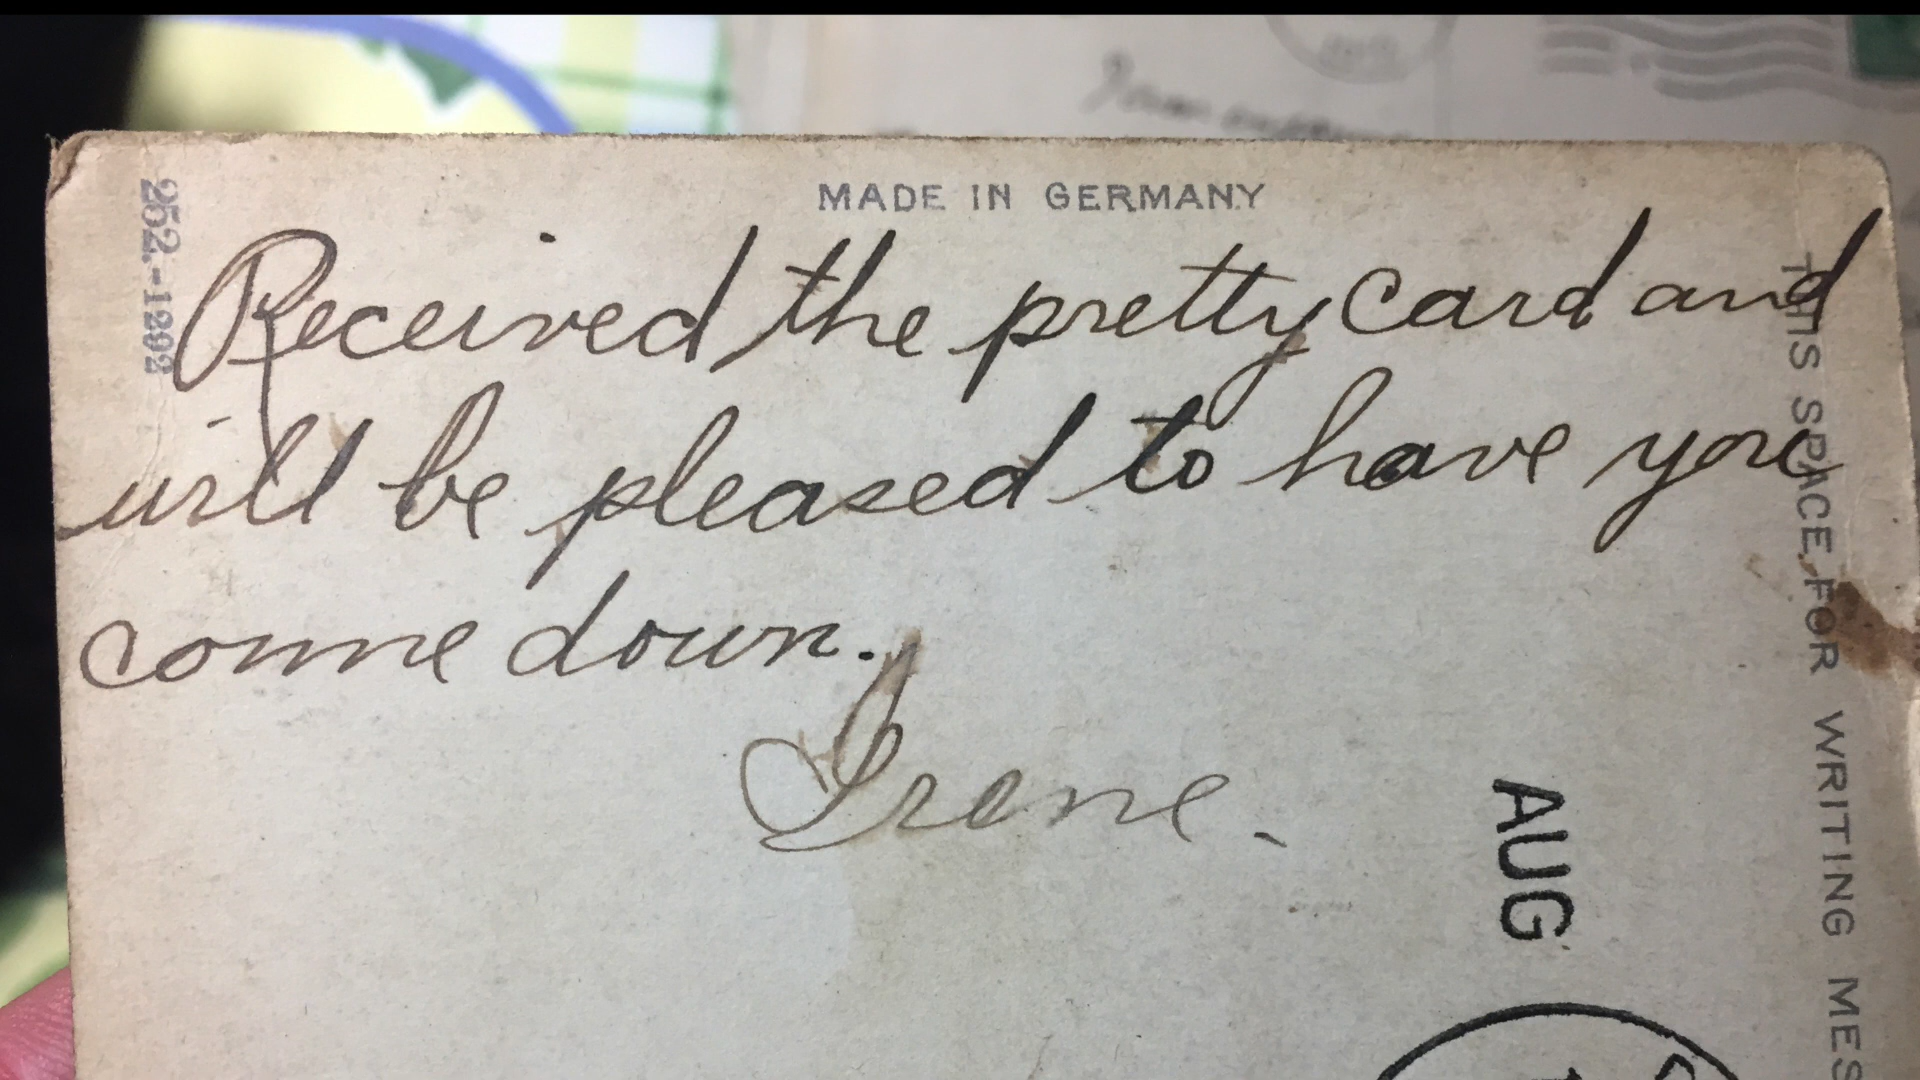 MADE IN GERMANY
252.-1292
Received the pretty card and
will be pleased to have you
come down.
Irene.
AUG
THIS SPACE, FOR WRITING MES